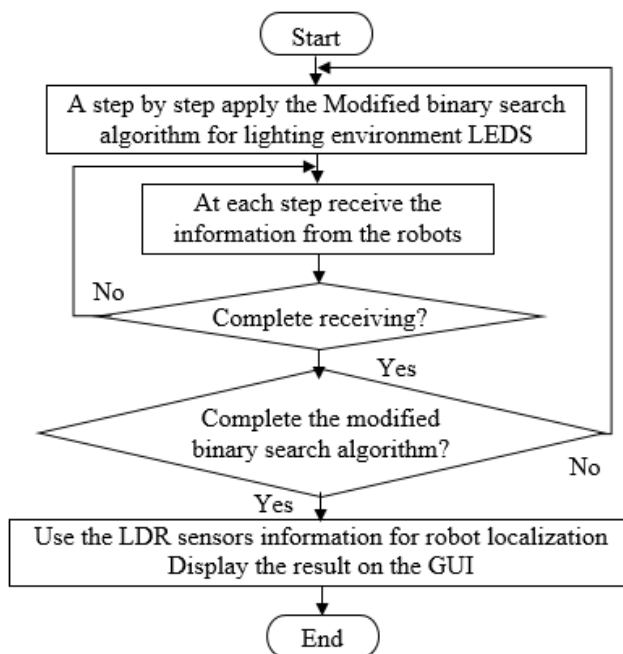 Start
A step by step apply the Modified binary search
algorithm for lighting environment LEDS
At each step receive the
information from the robots
No
Complete receiving?
Yes
Complete the modified
binary search algorithm?
No
Yes
Use the LDR sensors information for robot localization
Display the result on the GUI
End